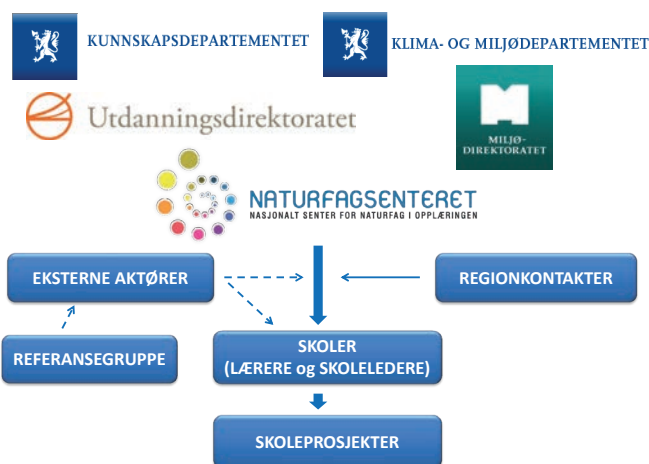 KUNNSKAPSDEPARTEMENTET
KLIMA- OG MILJØDEPARTEMENTET
Utdanningsdirektoratet
MILJØ-
DIREKTORATET
NATURFAGSENTERET
NASJONALT SENTER FOR NATURFAG I OPPLÆRINGEN
EKSTERNE AKTØRER
REGIONKONTAKTER
REFERANSEGRUPPE
SKOLER
(LÆRERE og SKOLELEDERE)
SKOLEPROSJEKTER